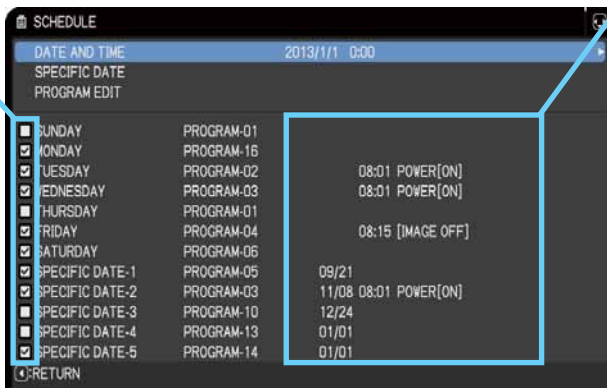 SCHEDULE
DATE AND TIME 2013/1/1 0:00
SPECIFIC DATE
PROGRAM EDIT
SUNDAY PROGRAM-01
MONDAY PROGRAM-16
TUESDAY PROGRAM-02 08:01 POWER[ON]
WEDNESDAY PROGRAM-03 08:01 POWER[ON]
THURSDAY PROGRAM-01
FRIDAY PROGRAM-04 08:15 [IMAGE OFF]
SATURDAY PROGRAM-06
SPECIFIC DATE-1 PROGRAM-05 09/21
SPECIFIC DATE-2 PROGRAM-03 11/08 08:01 POWER[ON]
SPECIFIC DATE-3 PROGRAM-10 12/24
SPECIFIC DATE-4 PROGRAM-13 01/01
SPECIFIC DATE-5 PROGRAM-14 01/01
:RETURN